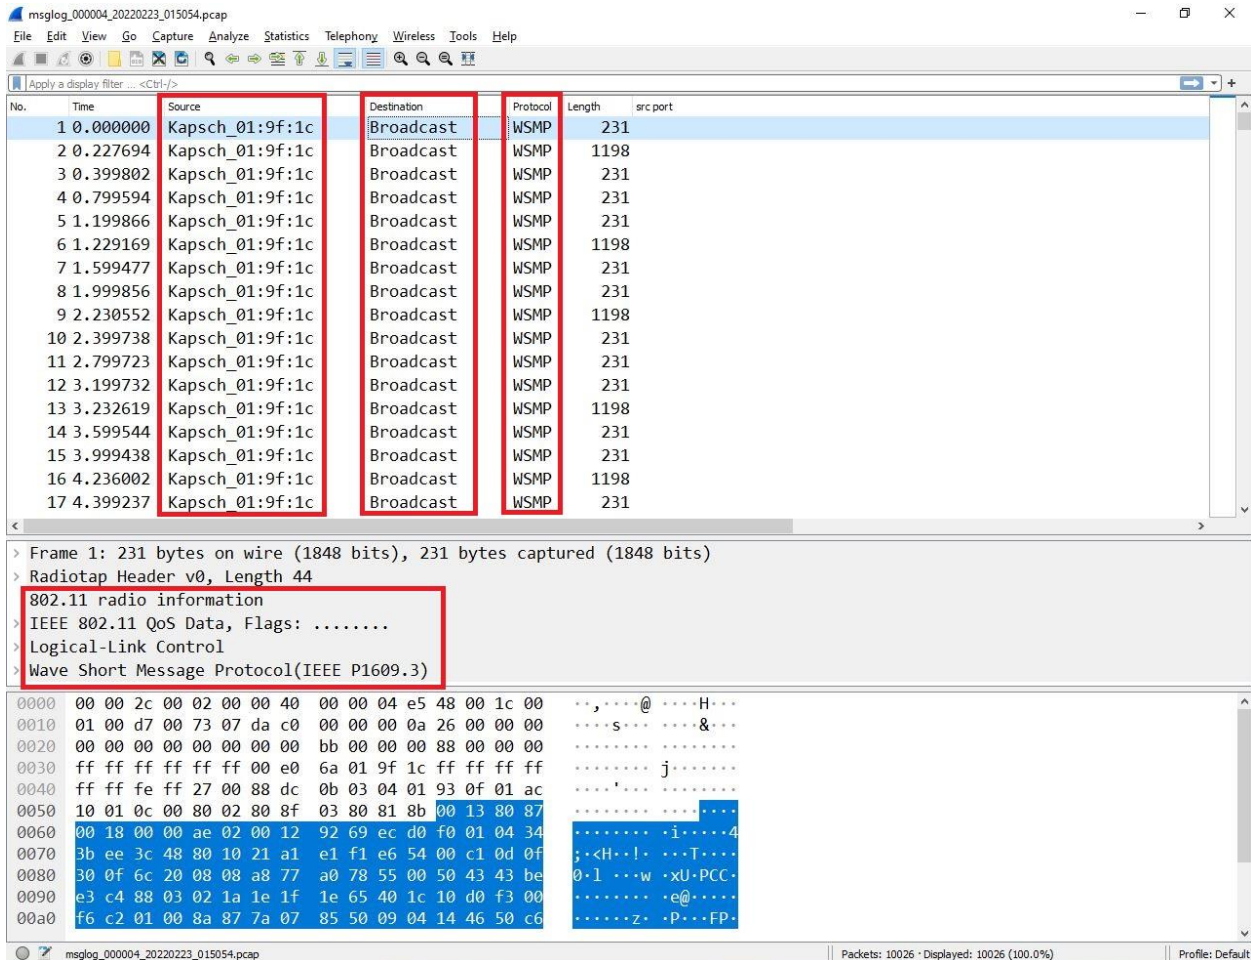 msglog_000004_20220223_015054.pcap
File Edit View Go Capture Analyze Statistics Telephony Wireless Tools Help
Apply a display filter ... <Ctrl-/>
No. Time Source Destination Protocol Length src port
1 0.000000 Kapsch_01:9f:1c Broadcast WSMP 231
2 0.227694 Kapsch_01:9f:1c Broadcast WSMP 1198
3 0.399802 Kapsch_01:9f:1c Broadcast WSMP 231
4 0.799594 Kapsch_01:9f:1c Broadcast WSMP 231
5 1.199866 Kapsch_01:9f:1c Broadcast WSMP 231
6 1.229169 Kapsch_01:9f:1c Broadcast WSMP 1198
7 1.599477 Kapsch_01:9f:1c Broadcast WSMP 231
8 1.999856 Kapsch_01:9f:1c Broadcast WSMP 231
9 2.230552 Kapsch_01:9f:1c Broadcast WSMP 1198
10 2.399738 Kapsch_01:9f:1c Broadcast WSMP 231
11 2.799723 Kapsch_01:9f:1c Broadcast WSMP 231
12 3.199732 Kapsch_01:9f:1c Broadcast WSMP 231
13 3.232619 Kapsch_01:9f:1c Broadcast WSMP 1198
14 3.599544 Kapsch_01:9f:1c Broadcast WSMP 231
15 3.999438 Kapsch_01:9f:1c Broadcast WSMP 231
16 4.236002 Kapsch_01:9f:1c Broadcast WSMP 1198
17 4.399237 Kapsch_01:9f:1c Broadcast WSMP 231
Frame 1: 231 bytes on wire (1848 bits), 231 bytes captured (1848 bits)
Radiotap Header v0, Length 44
802.11 radio information
IEEE 802.11 QoS Data, Flags: ........
Logical-Link Control
Wave Short Message Protocol(IEEE P1609.3)
0000 00 00 2c 00 02 00 00 40 00 00 04 e5 48 00 1c 00 ··,····@ ····H···
0010 01 00 d7 00 73 07 da c0 00 00 00 0a 26 00 00 00 ····s··· ····&···
0020 00 00 00 00 00 00 00 00 bb 00 00 00 88 00 00 00 ········ ········
0030 ff ff ff ff ff ff 00 e0 6a 01 9f 1c ff ff ff ff ········ j·······
0040 ff ff fe ff 27 00 88 dc 0b 03 04 01 93 0f 01 ac ····'··· ········
0050 10 01 0c 00 80 02 80 8f 03 80 81 8b 00 13 80 87 ········ ········
0060 00 18 00 00 ae 02 00 12 92 69 ec d0 f0 01 04 34 ········ ·i·····4
0070 3b ee 3c 48 80 10 21 a1 e1 f1 e6 54 00 c1 0d 0f ;·<H··!· ···T····
0080 30 0f 6c 20 08 08 a8 77 a0 78 55 00 50 43 43 be 0·l ···w ·xU·PCC·
0090 e3 c4 88 03 02 1a 1e 1f 1e 65 40 1c 10 d0 f3 00 ········ ·e@·····
00a0 f6 c2 01 00 8a 87 7a 07 85 50 09 04 14 46 50 c6 ······z· ·P···FP·
msglog_000004_20220223_015054.pcap Packets: 10026 · Displayed: 10026 (100.0%) Profile: Default